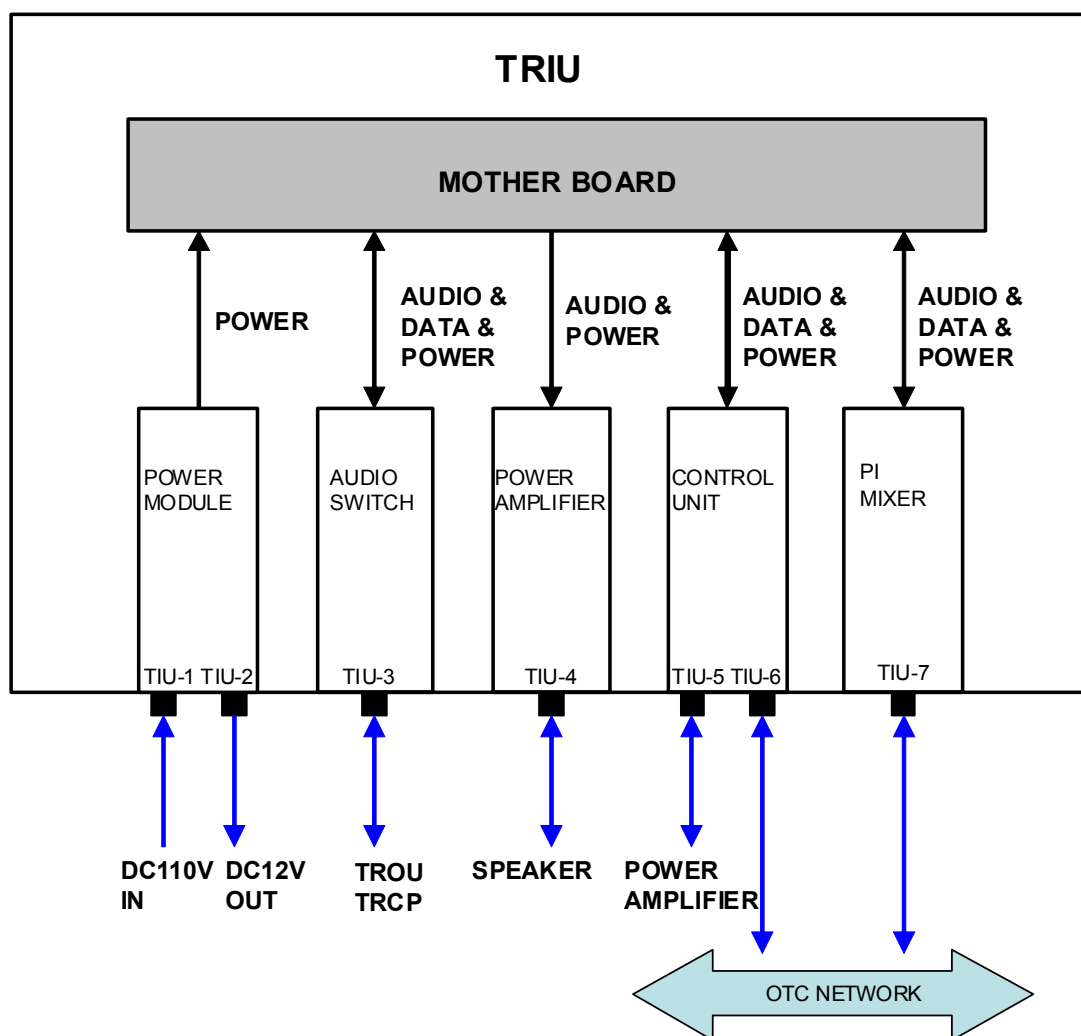 TRIU
MOTHER BOARD
POWER
AUDIO &
DATA &
POWER
AUDIO &
POWER
AUDIO &
DATA &
POWER
AUDIO &
DATA &
POWER
POWER
MODULE
AUDIO
SWITCH
POWER
AMPLIFIER
CONTROL
UNIT
PI
MIXER
TIU-1 TIU-2
TIU-3
TIU-4
TIU-5 TIU-6
TIU-7
DC110V
IN
DC12V
OUT
TROU
TRCP
SPEAKER
POWER
AMPLIFIER
OTC NETWORK